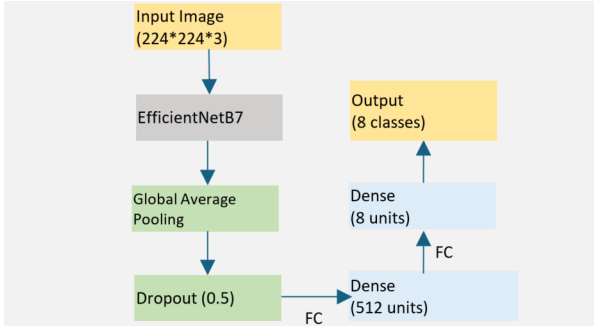 Input Image
(224*224*3)
EfficientNetB7
Global Average
Pooling
Dropout (0.5)
FC
Dense
(512 units)
FC
Dense
(8 units)
Output
(8 classes)